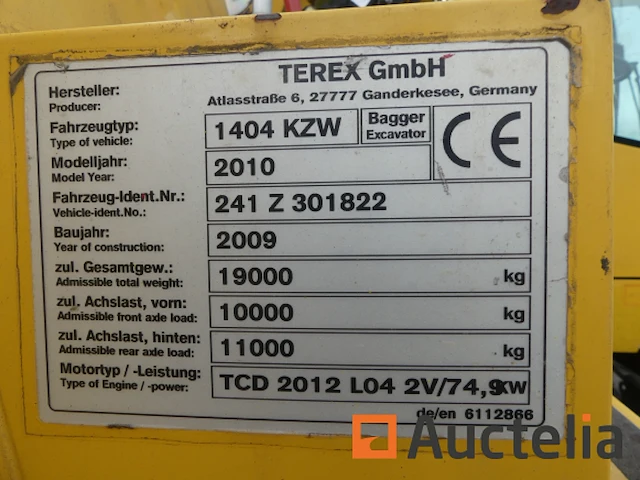 TEREX GmbH
Hersteller:
Producer:
Atlasstraße 6, 27777 Ganderkesee, Germany
Fahrzeugtyp:
Type of vehicle:
1404 KZW
Bagger
Excavator
CE
Modelljahr:
Model Year:
2010
Fahrzeug-Ident.Nr.:
Vehicle-ident.No.:
241 Z 301822
Baujahr:
Year of construction:
2009
zul. Gesamtgew.:
Admissible total weight:
19000 kg
zul. Achslast, vorn:
Admissible front axle load:
10000 kg
zul. Achslast, hinten:
Admissible rear axle load:
11000 kg
Motortyp / -Leistung:
Type of Engine / -power:
TCD 2012 L04 2V/74,9KW
de/en 6112866
Auctelia